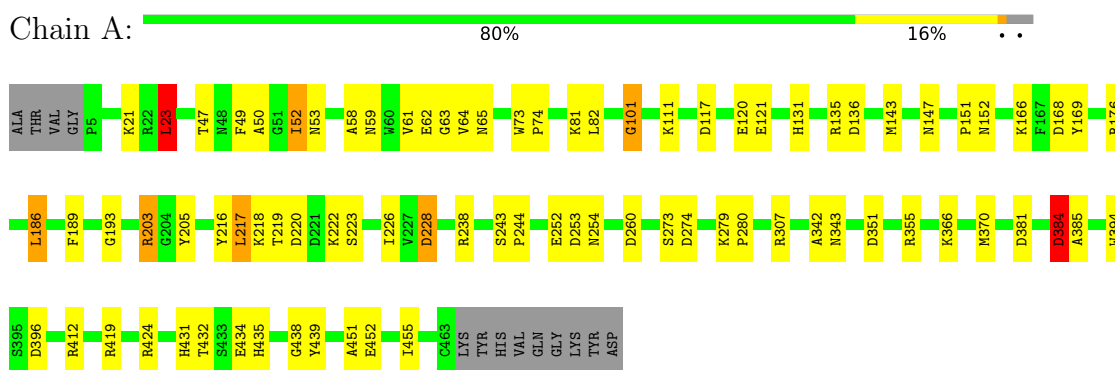 Chain A:
80% 16% • •
ALA THR VAL GLY P5 K21 R22 L23 T47 N48 F49 A50 G51 I52 N53 A58 N59 W60 V61 E62 G63 V64 N65 W73 P74 K81 L82 G101 K111 D117 E120 E121 H131 R135 D136 M143 N147 P151 N152 K166 F167 D168 Y169
L186 F189 G193 R203 G204 Y205 Y216 L217 K218 T219 D220 D221 K222 S223 I226 V227 D228 R238 S243 P244 E252 D253 N254 D260 S273 D274 K279 P280 R307 A342 N343 D351 R355 K366 M370 D381 D384 A385
S395 D396 R412 R419 R424 H431 T432 S433 E434 H435 G438 Y439 A451 E452 I455 C463 LYS TYR HIS VAL GLN GLY LYS TYR ASP